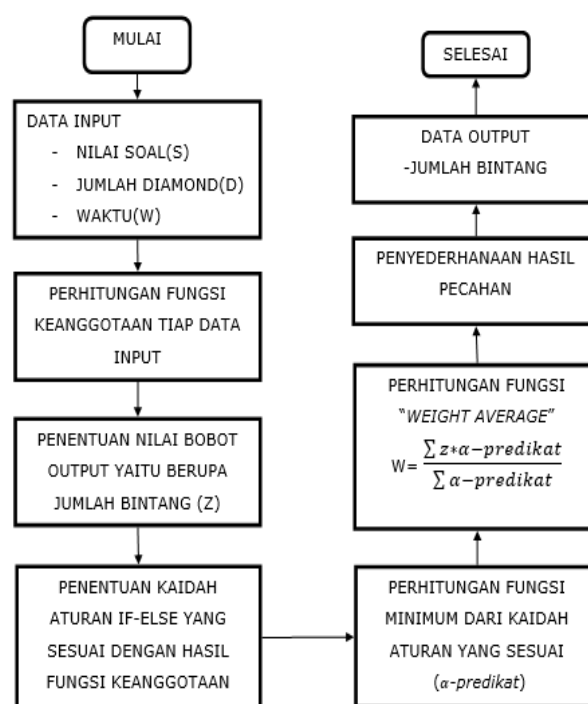 MULAI
DATA INPUT
- NILAI SOAL(S)
- JUMLAH DIAMOND(D)
- WAKTU(W)
PERHITUNGAN FUNGSI
KEANGGOTAAN TIAP DATA
INPUT
PENENTUAN NILAI BOBOT
OUTPUT YAITU BERUPA
JUMLAH BINTANG (Z)
PENENTUAN KAIDAH
ATURAN IF-ELSE YANG
SESUAI DENGAN HASIL
FUNGSI KEANGGOTAAN
PERHITUNGAN FUNGSI
MINIMUM DARI KAIDAH
ATURAN YANG SESUAI
(α-predikat)
PERHITUNGAN FUNGSI
"WEIGHT AVERAGE"
W= ∑ z*α−predikat / ∑ α−predikat
PENYEDERHANAAN HASIL
PECAHAN
DATA OUTPUT
-JUMLAH BINTANG
SELESAI